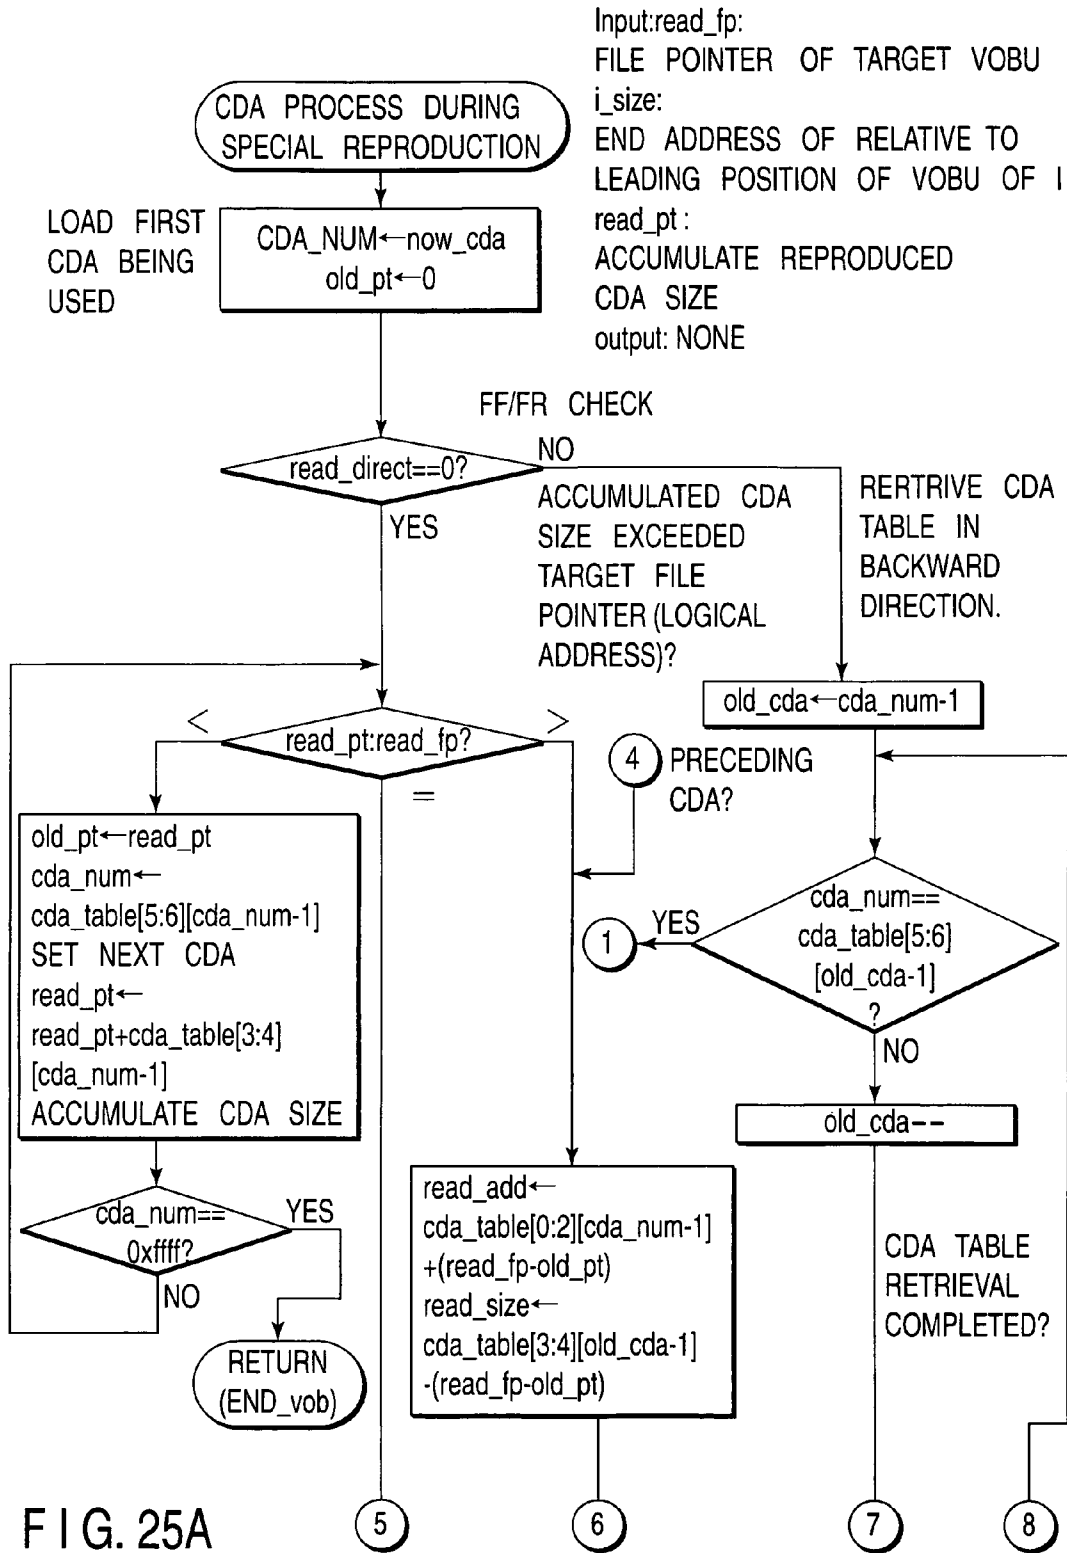 Input:read_fp:
FILE POINTER OF TARGET VOBU
i_size:
END ADDRESS OF RELATIVE TO
LEADING POSITION OF VOBU OF I
read_pt :
ACCUMULATE REPRODUCED
CDA SIZE
output: NONE
CDA PROCESS DURING
SPECIAL REPRODUCTION
LOAD FIRST
CDA BEING
USED
CDA_NUM←now_cda
old_pt←0
FF/FR CHECK
read_direct==0?
NO
YES
ACCUMULATED CDA
SIZE EXCEEDED
TARGET FILE
POINTER (LOGICAL
ADDRESS)?
RERTRIVE CDA
TABLE IN
BACKWARD
DIRECTION.
old_cda←cda_num-1
<
read_pt:read_fp?
>
=
4
PRECEDING
CDA?
old_pt←read_pt
cda_num←
cda_table[5:6][cda_num-1]
SET NEXT CDA
read_pt←
read_pt+cda_table[3:4]
[cda_num-1]
ACCUMULATE CDA SIZE
cda_num==
cda_table[5:6]
[old_cda-1]
?
YES
1
NO
old_cda--
cda_num==
0xffff?
YES
NO
RETURN
(END_vob)
read_add←
cda_table[0:2][cda_num-1]
+(read_fp-old_pt)
read_size←
cda_table[3:4][old_cda-1]
-(read_fp-old_pt)
CDA TABLE
RETRIEVAL
COMPLETED?
5
6
7
8
FIG. 25A